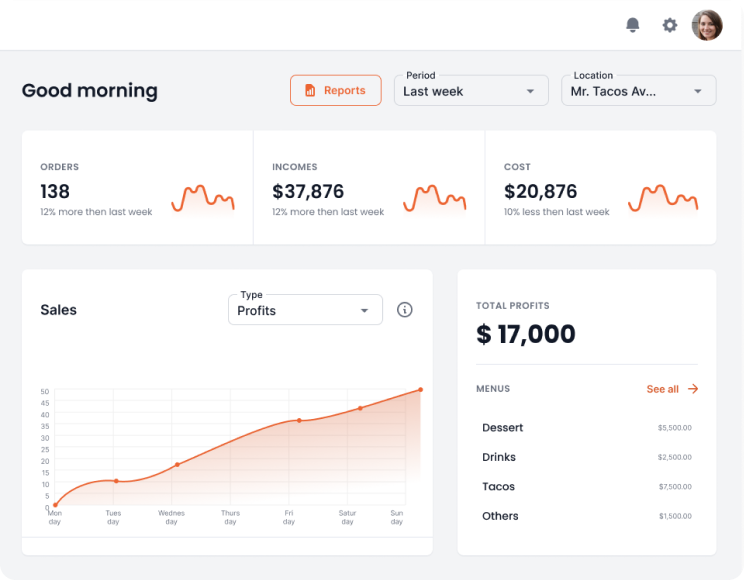 Good morning
Reports
Period
Last week
Location
Mr. Tacos Av...
ORDERS
138
12% more then last week
INCOMES
$37,876
12% more then last week
COST
$20,876
10% less then last week
Sales
Type
Profits
50
45
40
35
30
25
20
15
10
5
0
Mon
day
Tues
day
Wednes
day
Thurs
day
Fri
day
Satur
day
Sun
day
TOTAL PROFITS
$ 17,000
MENUS
See all
Dessert $5,500.00
Drinks $2,500.00
Tacos $7,500.00
Others $1,500.00